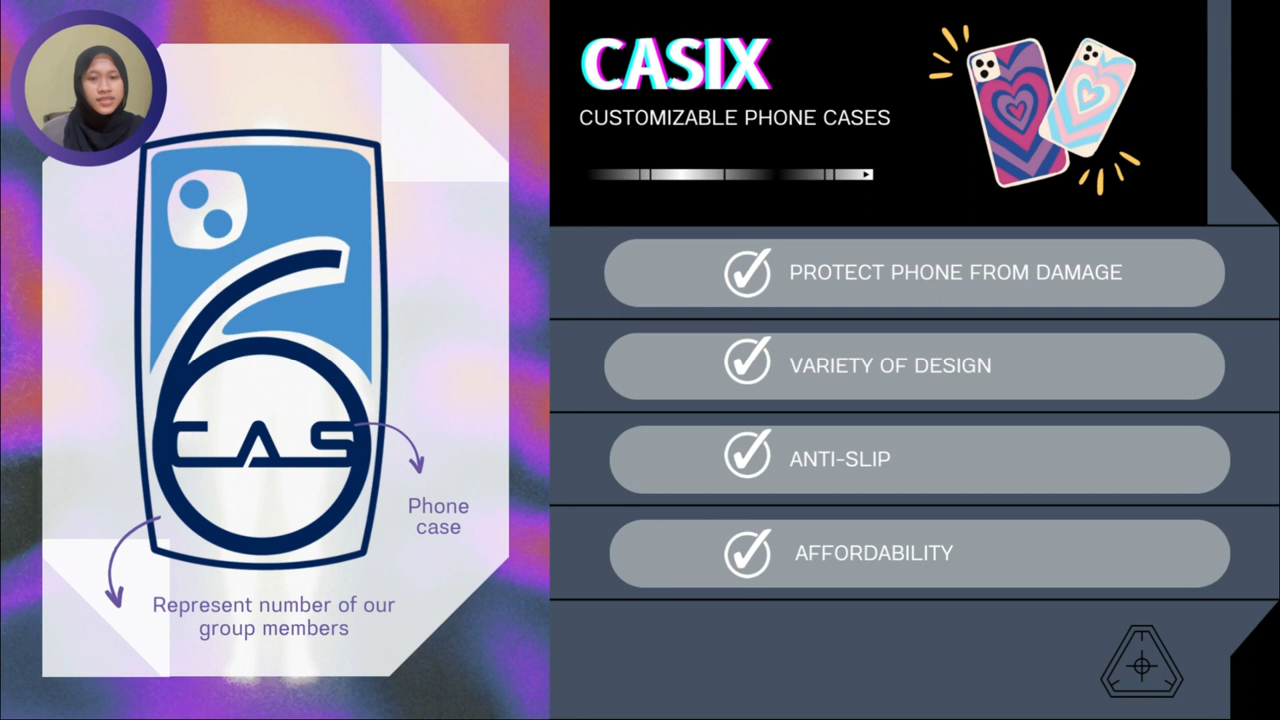 6
CAS
Phone
case
Represent number of our
group members
CASIX
CUSTOMIZABLE PHONE CASES
PROTECT PHONE FROM DAMAGE
VARIETY OF DESIGN
ANTI-SLIP
AFFORDABILITY